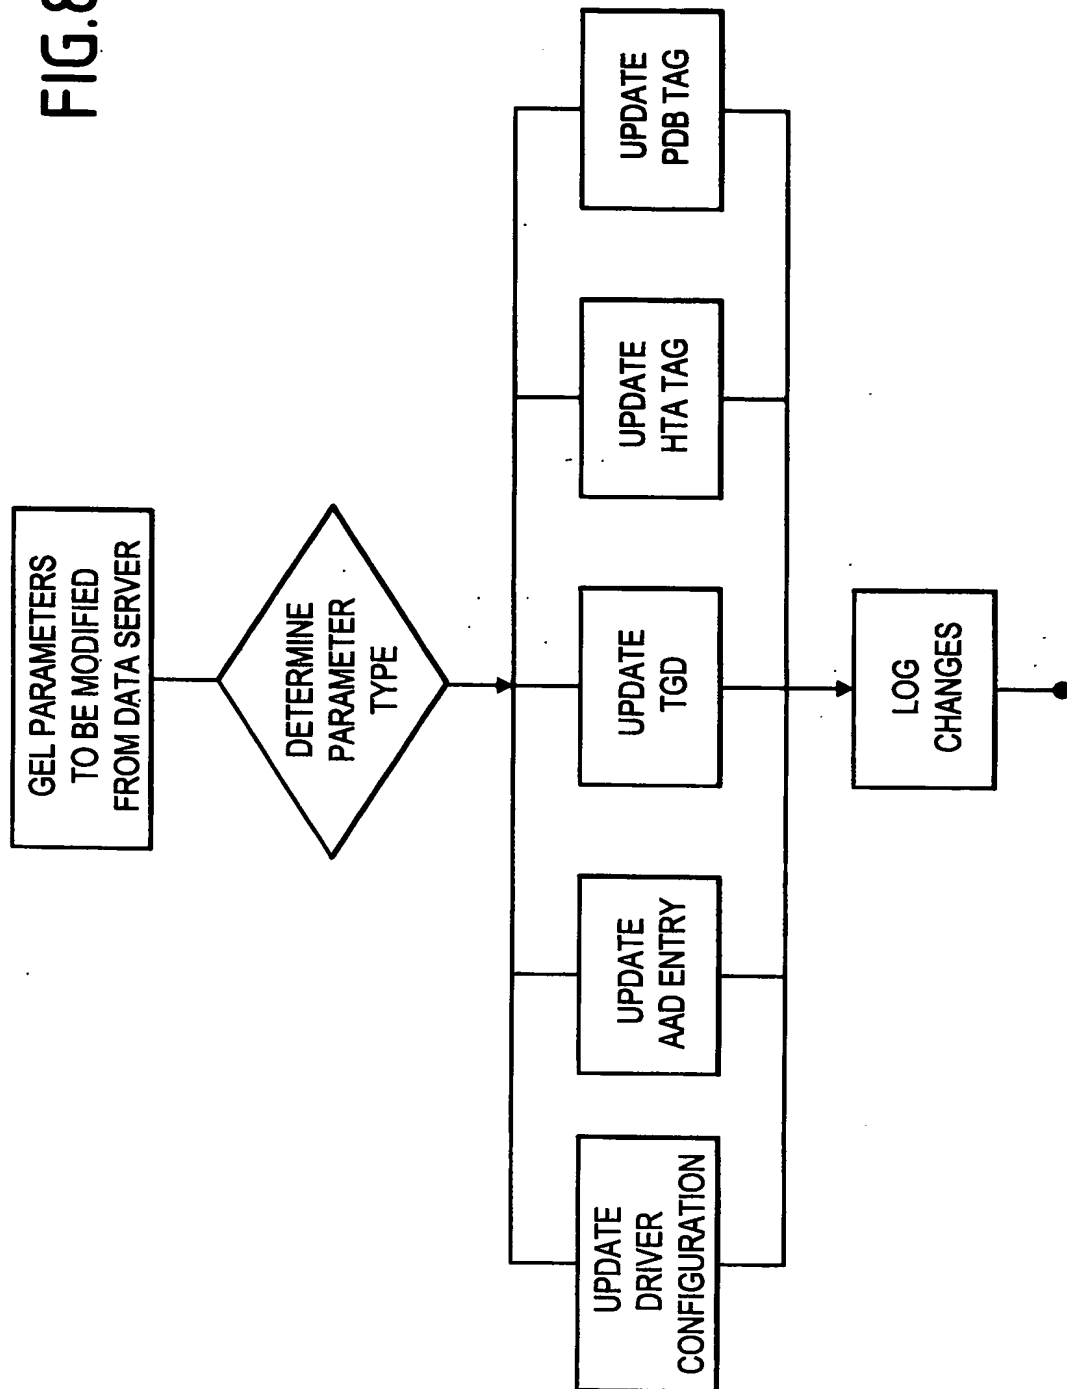 FIG.8
GEL PARAMETERS
TO BE MODIFIED
FROM DATA SERVER
DETERMINE
PARAMETER
TYPE
UPDATE
DRIVER
CONFIGURATION
UPDATE
AAD ENTRY
UPDATE
TGD
UPDATE
HTA TAG
UPDATE
PDB TAG
LOG
CHANGES